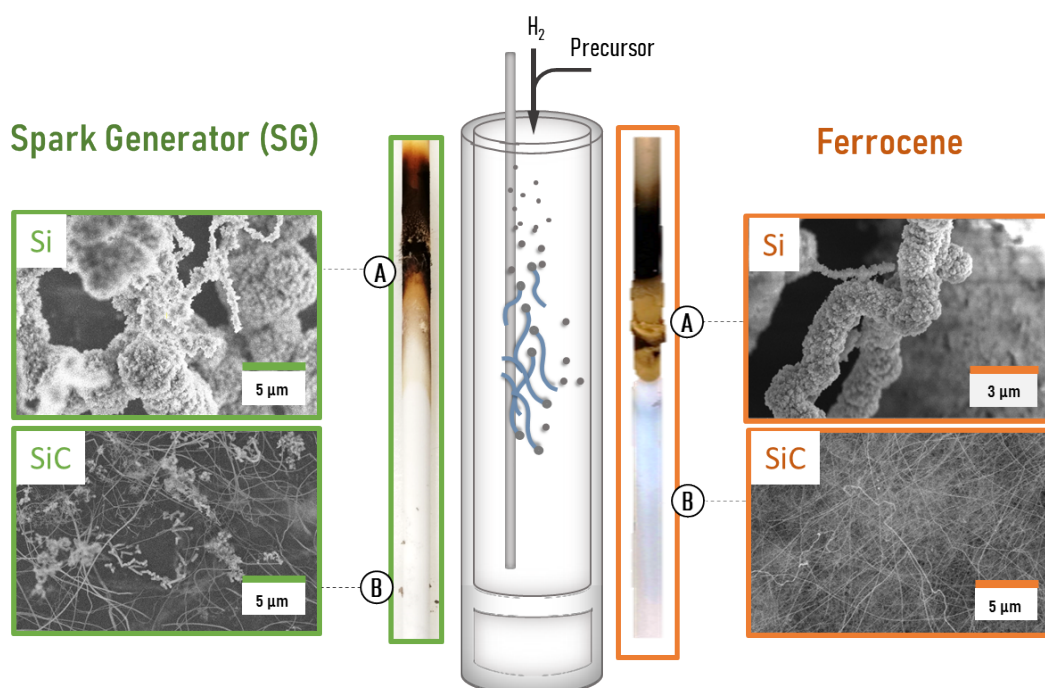 H₂
Precursor
Spark Generator (SG)
Ferrocene
Si
5 µm
A
SiC
5 µm
B
Si
3 µm
A
SiC
5 µm
B